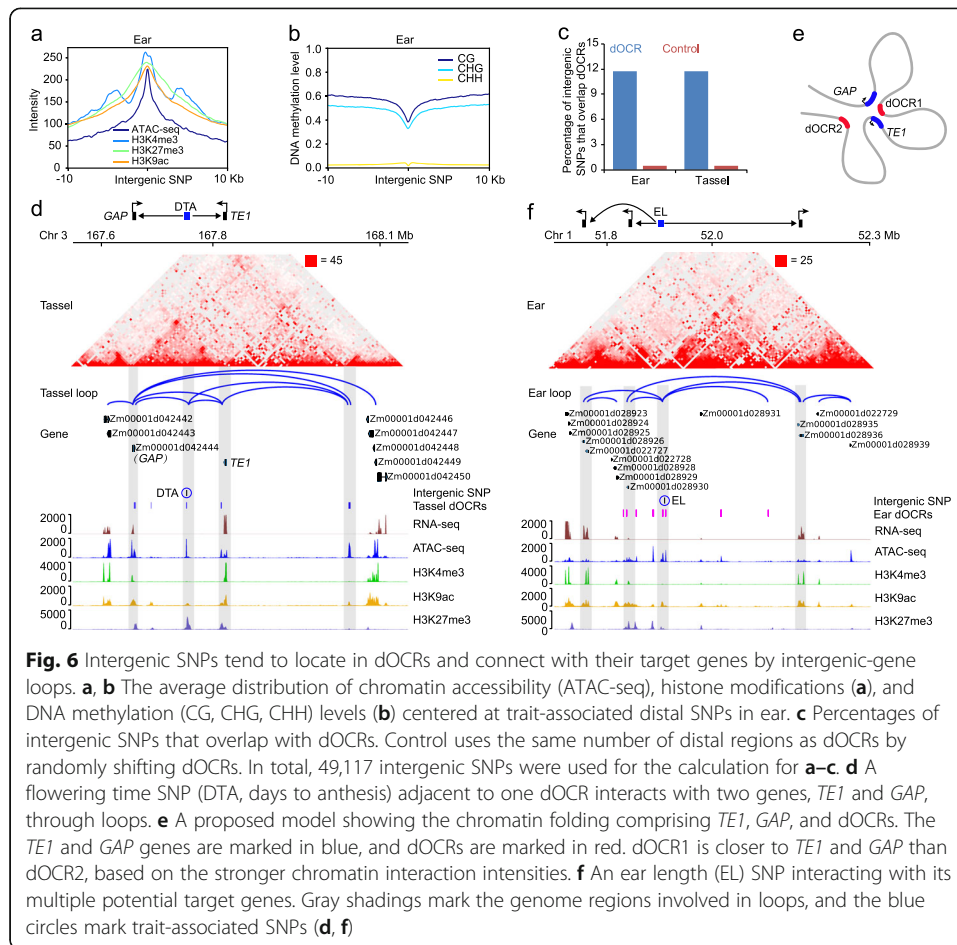 a
Ear
Intensity
250
200
150
100
50
0
ATAC-seq
H3K4me3
H3K27me3
H3K9ac
-10
Intergenic SNP
10 Kb
b
Ear
DNA methylation level
1.0
0.8
0.6
0.4
0.2
0.0
CG
CHG
CHH
-10
Intergenic SNP
10 Kb
c
dOCR
Control
Percentage of intergenic
SNPs that overlap dOCRs
15
12
9
6
3
0
Ear
Tassel
e
GAP
dOCR1
dOCR2
TE1
d
GAP
DTA
TE1
Chr 3
167.6
167.8
168.1 Mb
= 45
Tassel
Tassel loop
Gene
Zm00001d042442
Zm00001d042443
Zm00001d042444
(GAP)
TE1
Zm00001d042446
Zm00001d042447
Zm00001d042448
Zm00001d042449
Zm00001d042450
DTA
Intergenic SNP
Tassel dOCRs
2000
0
RNA-seq
2000
0
ATAC-seq
4000
0
H3K4me3
2000
0
H3K9ac
5000
0
H3K27me3
f
EL
Chr 1
51.8
52.0
52.3 Mb
= 25
Ear
Ear loop
Gene
Zm00001d028923
Zm00001d028924
Zm00001d028925
Zm00001d028926
Zm00001d022727
Zm00001d022728
Zm00001d028928
Zm00001d028929
Zm00001d028930
Zm00001d028931
Zm00001d022729
Zm00001d028935
Zm00001d028936
Zm00001d028939
EL
Intergenic SNP
Ear dOCRs
2000
0
RNA-seq
2000
0
ATAC-seq
4000
0
H3K4me3
2000
0
H3K9ac
5000
0
H3K27me3
Fig. 6 Intergenic SNPs tend to locate in dOCRs and connect with their target genes by intergenic-gene
loops. a, b The average distribution of chromatin accessibility (ATAC-seq), histone modifications (a), and
DNA methylation (CG, CHG, CHH) levels (b) centered at trait-associated distal SNPs in ear. c Percentages of
intergenic SNPs that overlap with dOCRs. Control uses the same number of distal regions as dOCRs by
randomly shifting dOCRs. In total, 49,117 intergenic SNPs were used for the calculation for a–c. d A
flowering time SNP (DTA, days to anthesis) adjacent to one dOCR interacts with two genes, TE1 and GAP,
through loops. e A proposed model showing the chromatin folding comprising TE1, GAP, and dOCRs. The
TE1 and GAP genes are marked in blue, and dOCRs are marked in red. dOCR1 is closer to TE1 and GAP than
dOCR2, based on the stronger chromatin interaction intensities. f An ear length (EL) SNP interacting with its
multiple potential target genes. Gray shadings mark the genome regions involved in loops, and the blue
circles mark trait-associated SNPs (d, f)